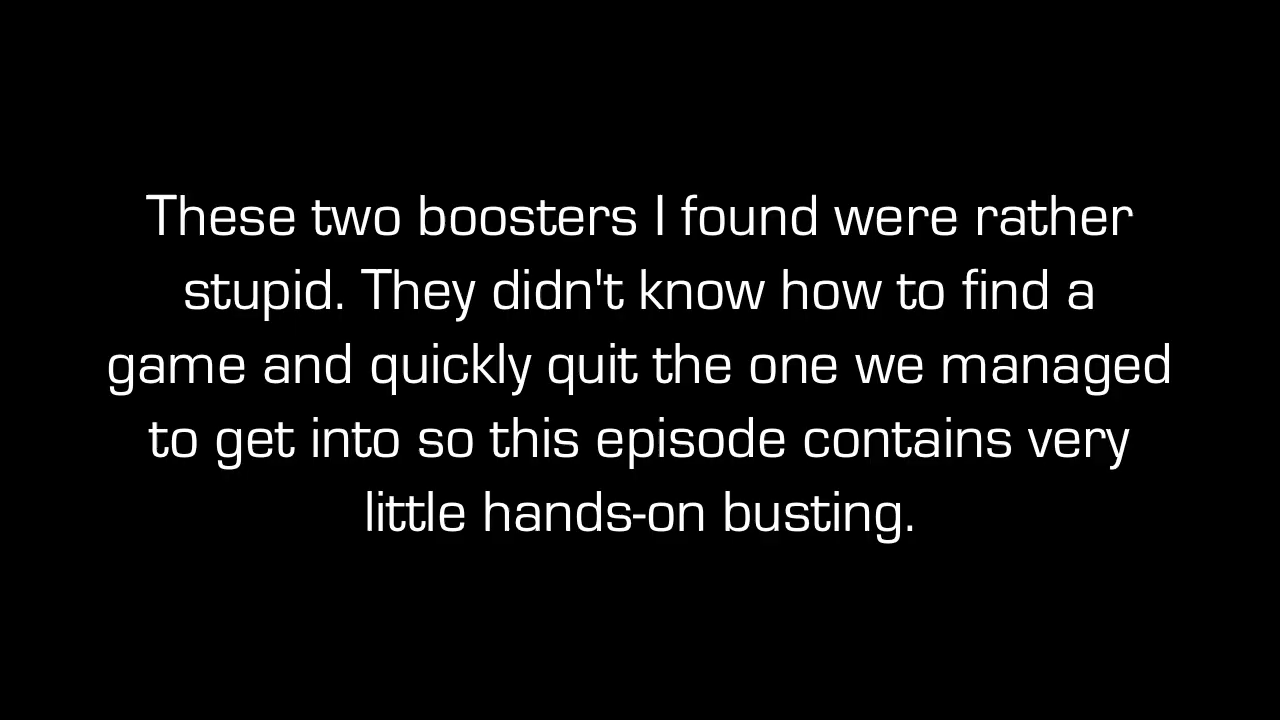 These two boosters I found were rather
stupid. They didn't know how to find a
game and quickly quit the one we managed
to get into so this episode contains very
little hands-on busting.